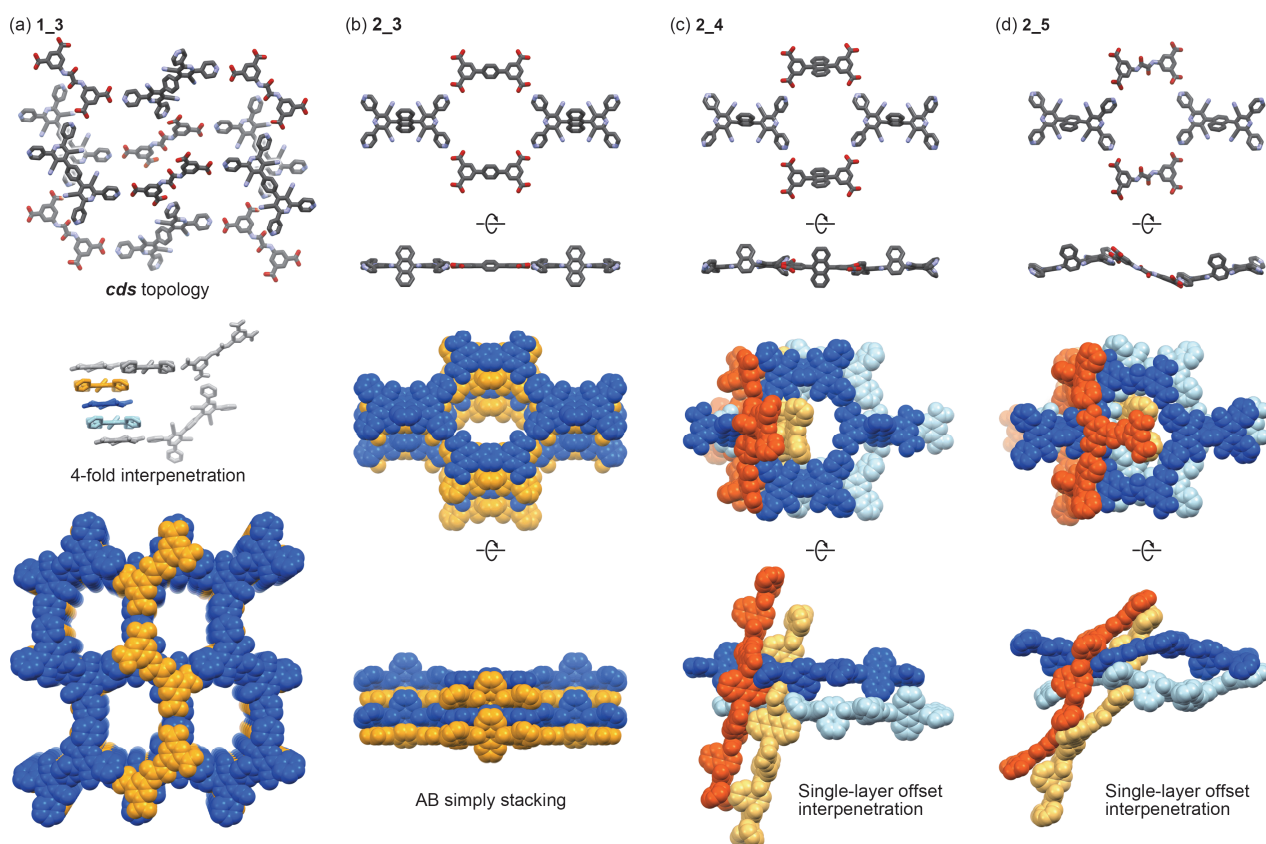 (a) 1_3
(b) 2_3
(c) 2_4
(d) 2_5
cds topology
4-fold interpenetration
AB simply stacking
Single-layer offset
interpenetration
Single-layer offset
interpenetration